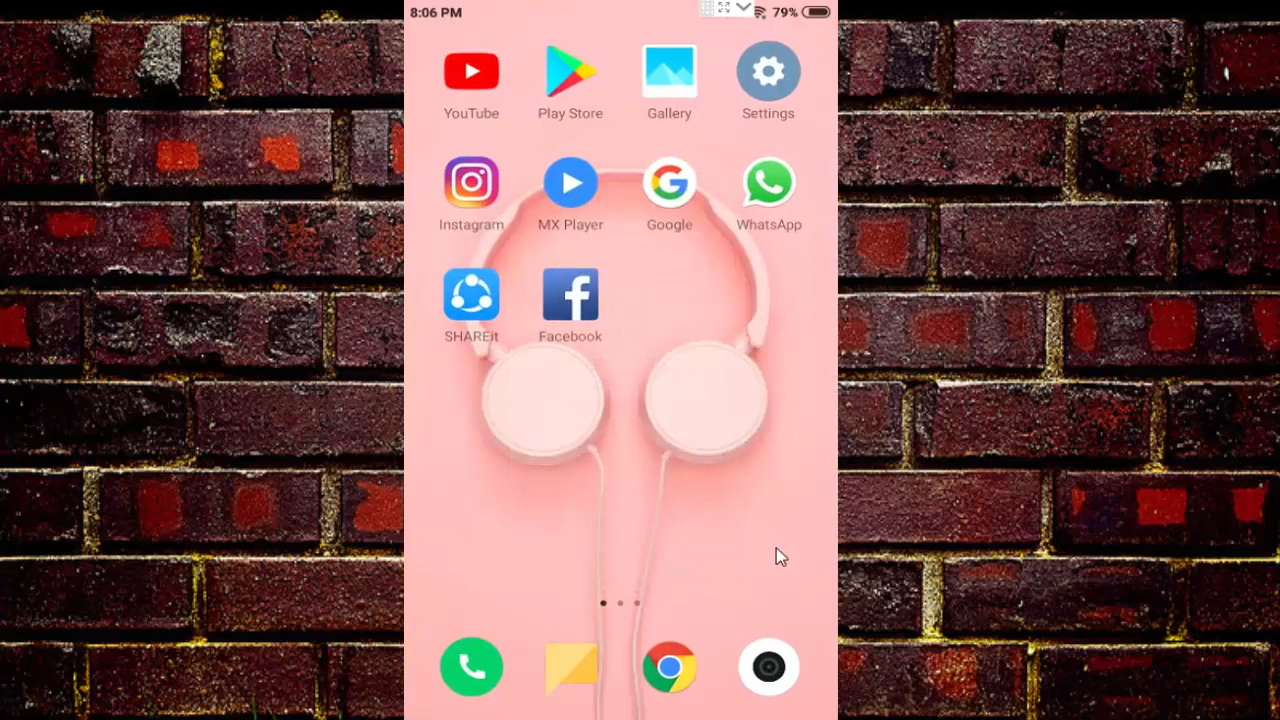 8:06 PM 79%
YouTube Play Store Gallery Settings
Instagram MX Player Google WhatsApp
SHAREit Facebook